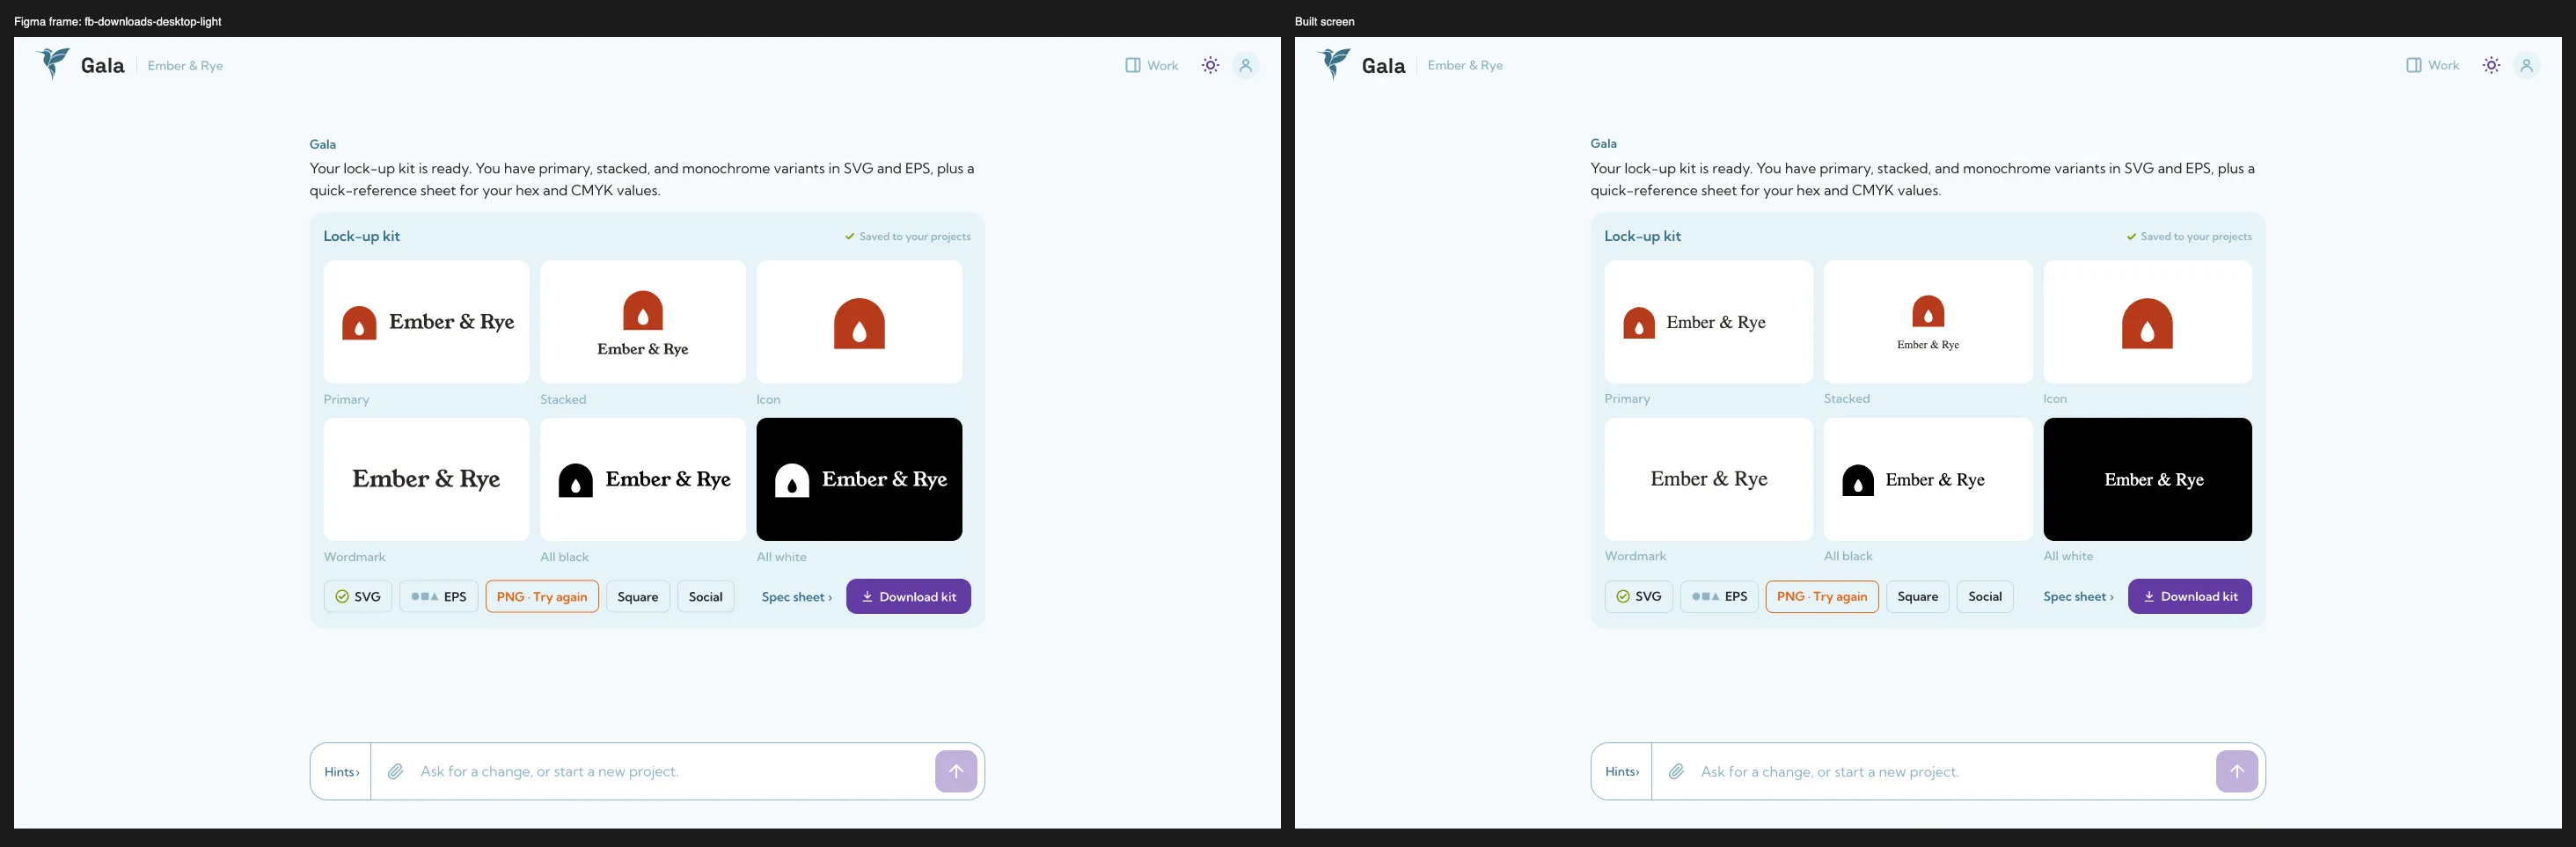 Figma frame: fb-downloads-desktop-light
Gala
Ember & Rye
Work
Gala
Your lock-up kit is ready. You have primary, stacked, and monochrome variants in SVG and EPS, plus a
quick-reference sheet for your hex and CMYK values.
Lock-up kit
Saved to your projects
Ember & Rye
Ember & Rye
Primary
Stacked
Icon
Ember & Rye
Ember & Rye
Ember & Rye
Wordmark
All black
All white
SVG
EPS
PNG · Try again
Square
Social
Spec sheet ›
Download kit
Hints ›
Ask for a change, or start a new project.
Built screen
Gala
Ember & Rye
Work
Gala
Your lock-up kit is ready. You have primary, stacked, and monochrome variants in SVG and EPS, plus a
quick-reference sheet for your hex and CMYK values.
Lock-up kit
Saved to your projects
Ember & Rye
Ember & Rye
Primary
Stacked
Icon
Ember & Rye
Ember & Rye
Ember & Rye
Wordmark
All black
All white
SVG
EPS
PNG · Try again
Square
Social
Spec sheet ›
Download kit
Hints›
Ask for a change, or start a new project.